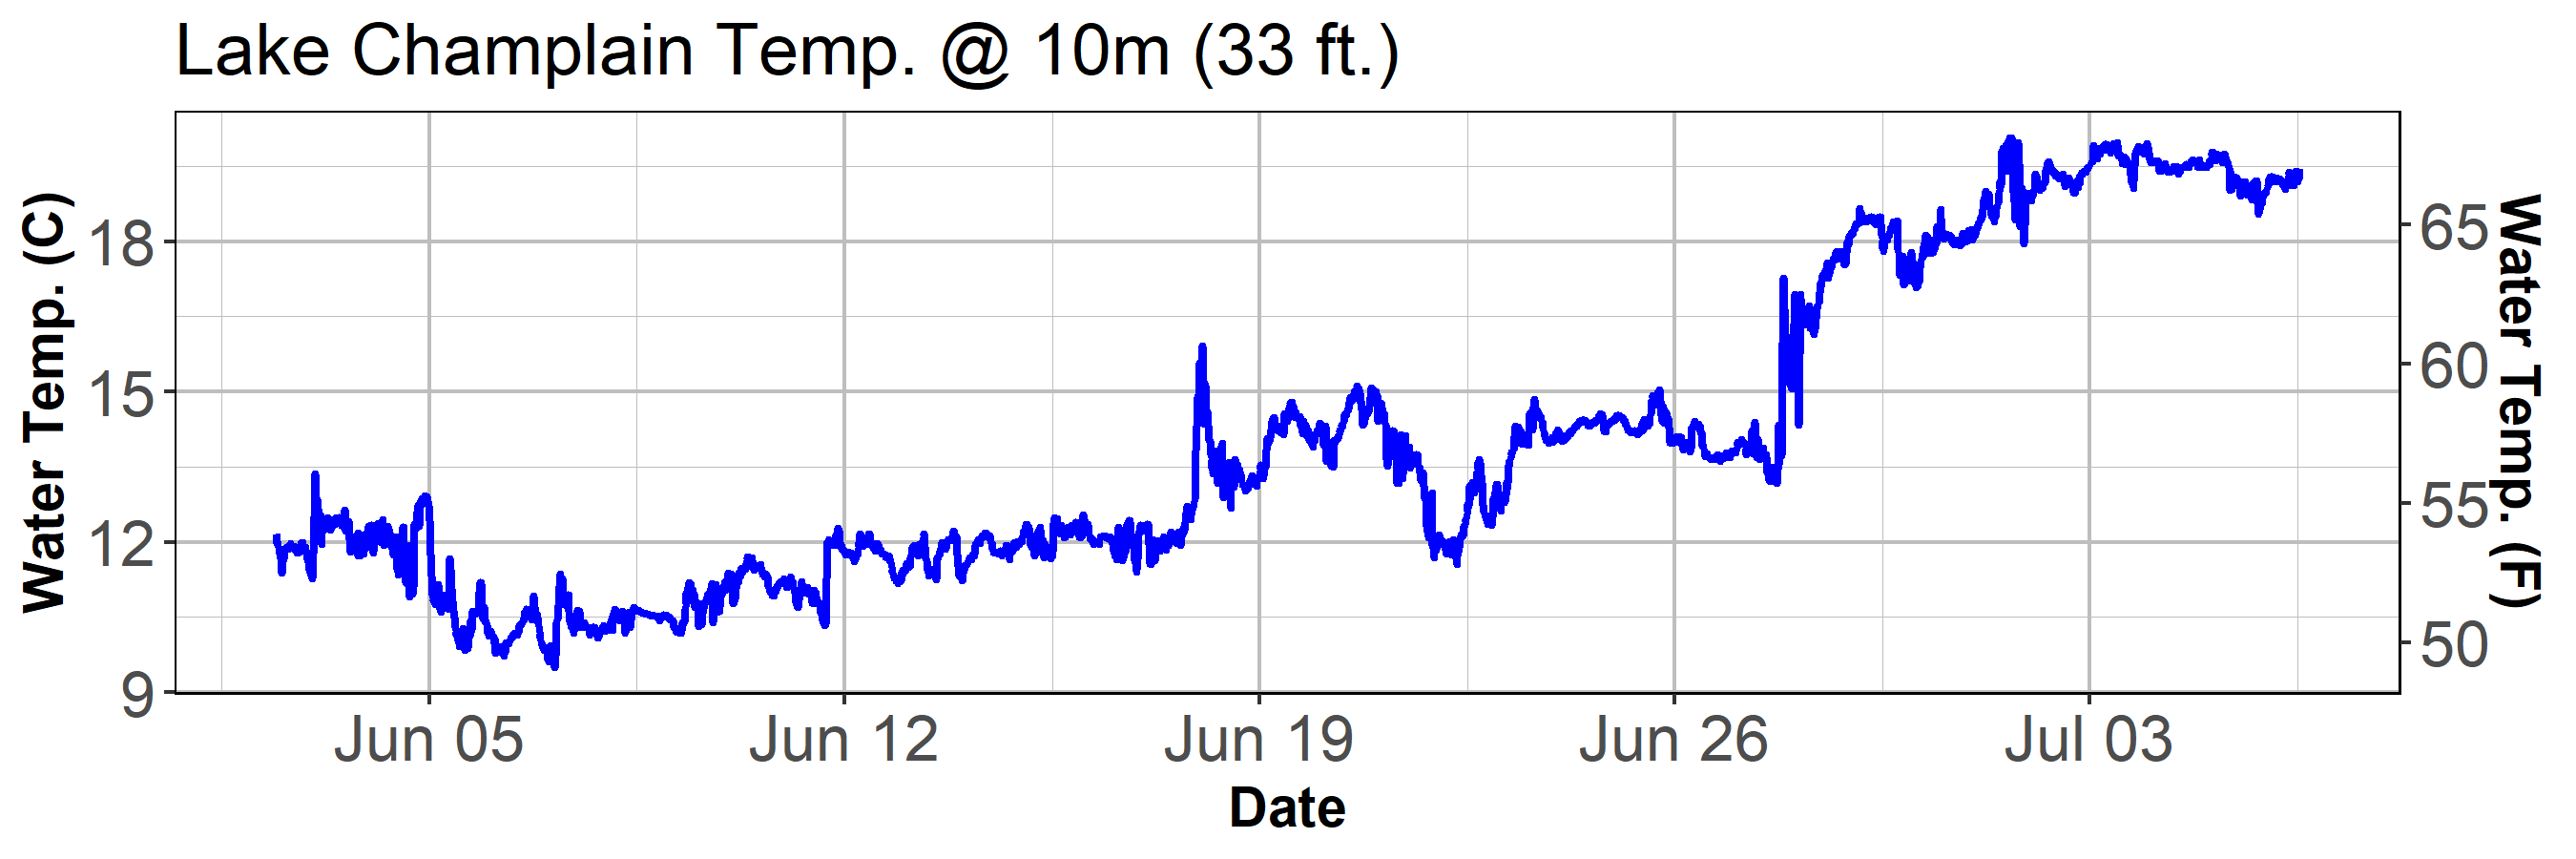 Lake Champlain Temp. @ 10m (33 ft.)
Water Temp. (C)
18
15
12
9
65
60
55
50
Water Temp. (F)
Jun 05 Jun 12 Jun 19 Jun 26 Jul 03
Date